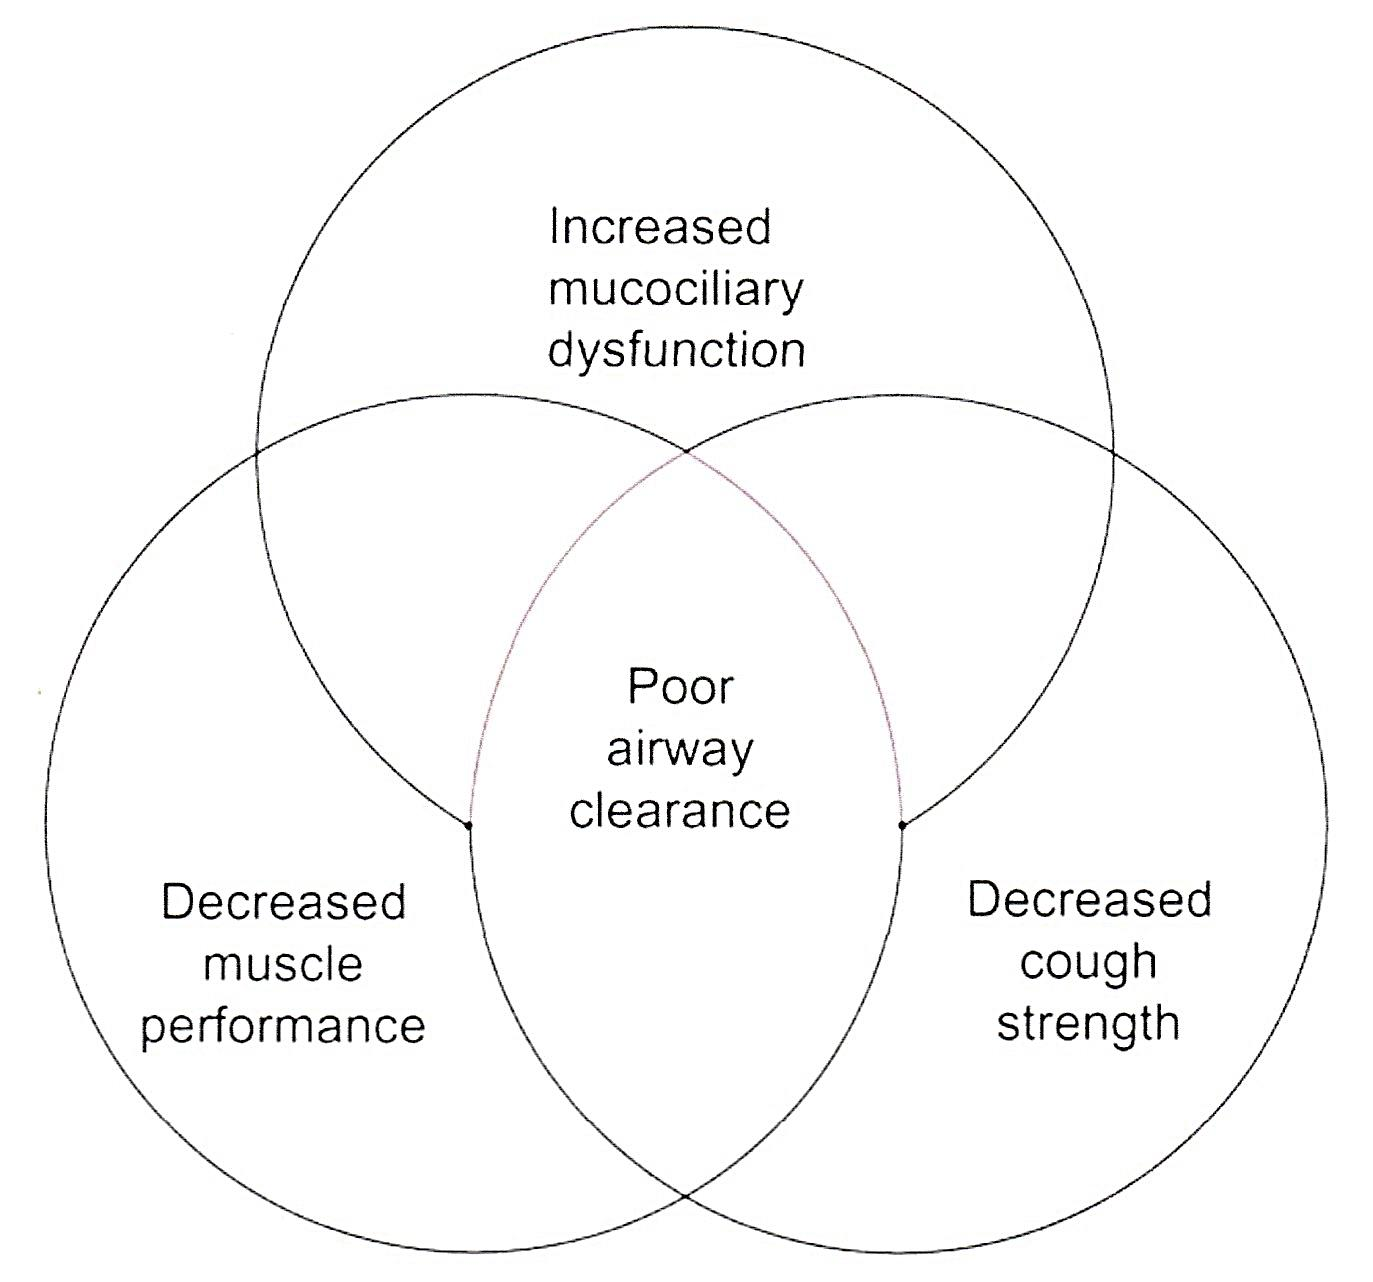 Increased
mucociliary
dysfunction
Poor
airway
clearance
Decreased
muscle
performance
Decreased
cough
strength